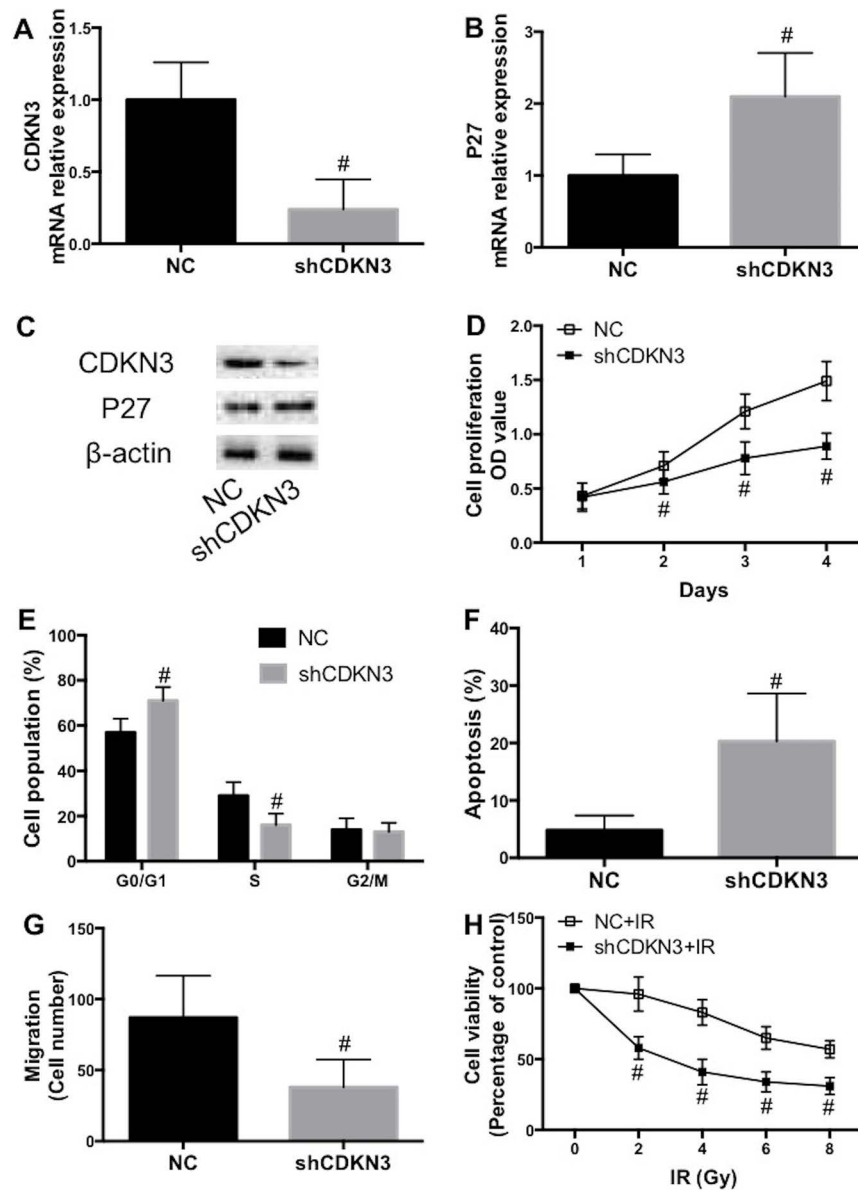 A
CDKN3
mRNA relative expression
1.5
1.0
0.5
0.0
#
NC
shCDKN3
B
P27
mRNA relative expression
3
2
1
0
#
NC
shCDKN3
C
CDKN3
P27
β-actin
NC
shCDKN3
D
Cell proliferation
OD value
2.0
1.5
1.0
0.5
0.0
NC
shCDKN3
# # #
1 2 3 4
Days
E
Cell population (%)
100
80
60
40
20
0
NC
shCDKN3
#
#
G0/G1 S G2/M
F
Apoptosis (%)
40
30
20
10
0
#
NC
shCDKN3
G
Migration
(Cell number)
150
100
50
0
#
NC
shCDKN3
H
Cell viability
(Percentage of control)
150
100
50
0
NC+IR
shCDKN3+IR
# # # #
0 2 4 6 8
IR (Gy)